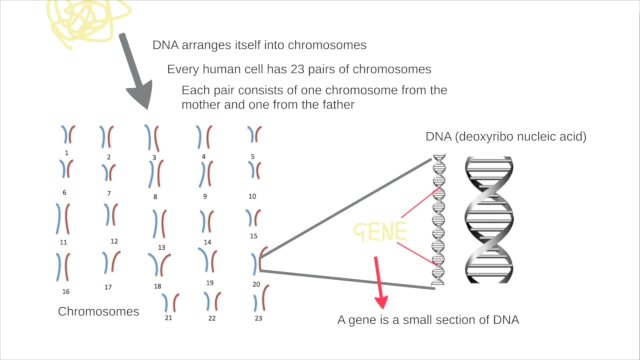 DNA arranges itself into chromosomes
Every human cell has 23 pairs of chromosomes
Each pair consists of one chromosome from the
mother and one from the father
DNA (deoxyribo nucleic acid)
1 2 3 4 5
6 7 8 9 10
GENE
11 12 13 14 15
16 17 18 19 20
Chromosomes
21 22 23
A gene is a small section of DNA